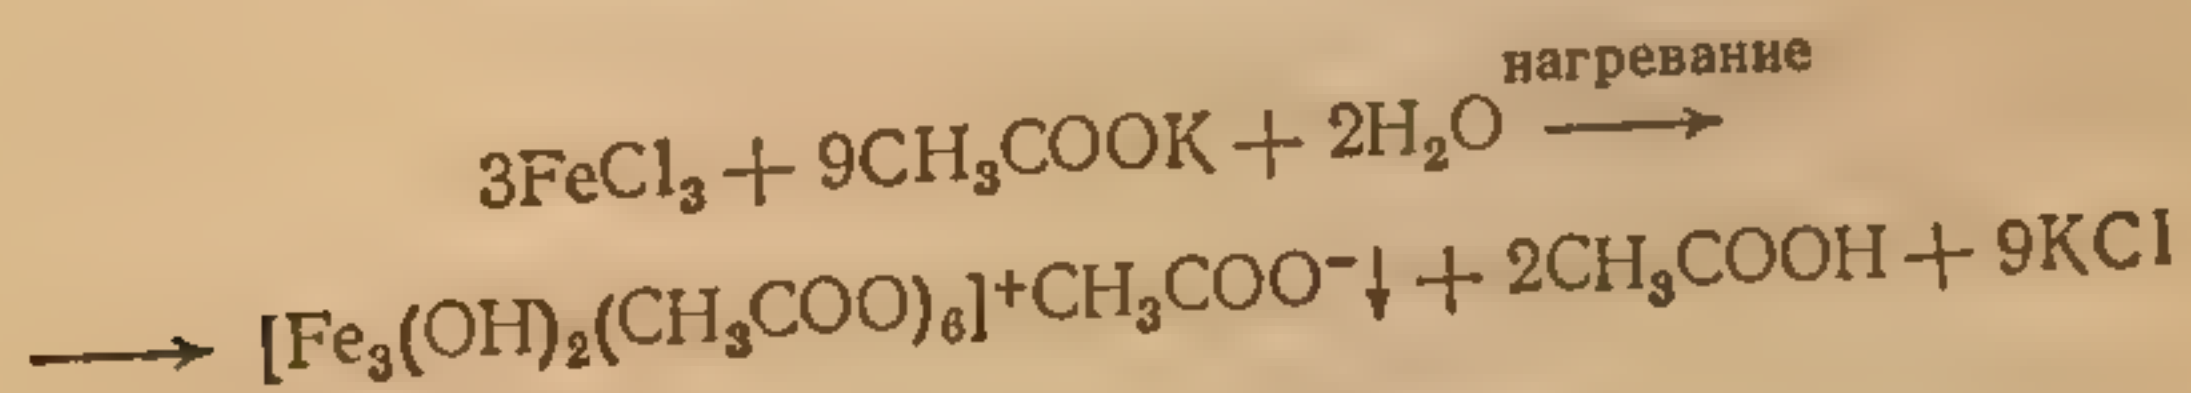 нагревание
3FeCl₃ + 9CH₃COOK + 2H₂O ⟶
⟶ [Fe₃(OH)₂(CH₃COO)₆]⁺CH₃COO⁻↓ + 2CH₃COOH + 9KCl